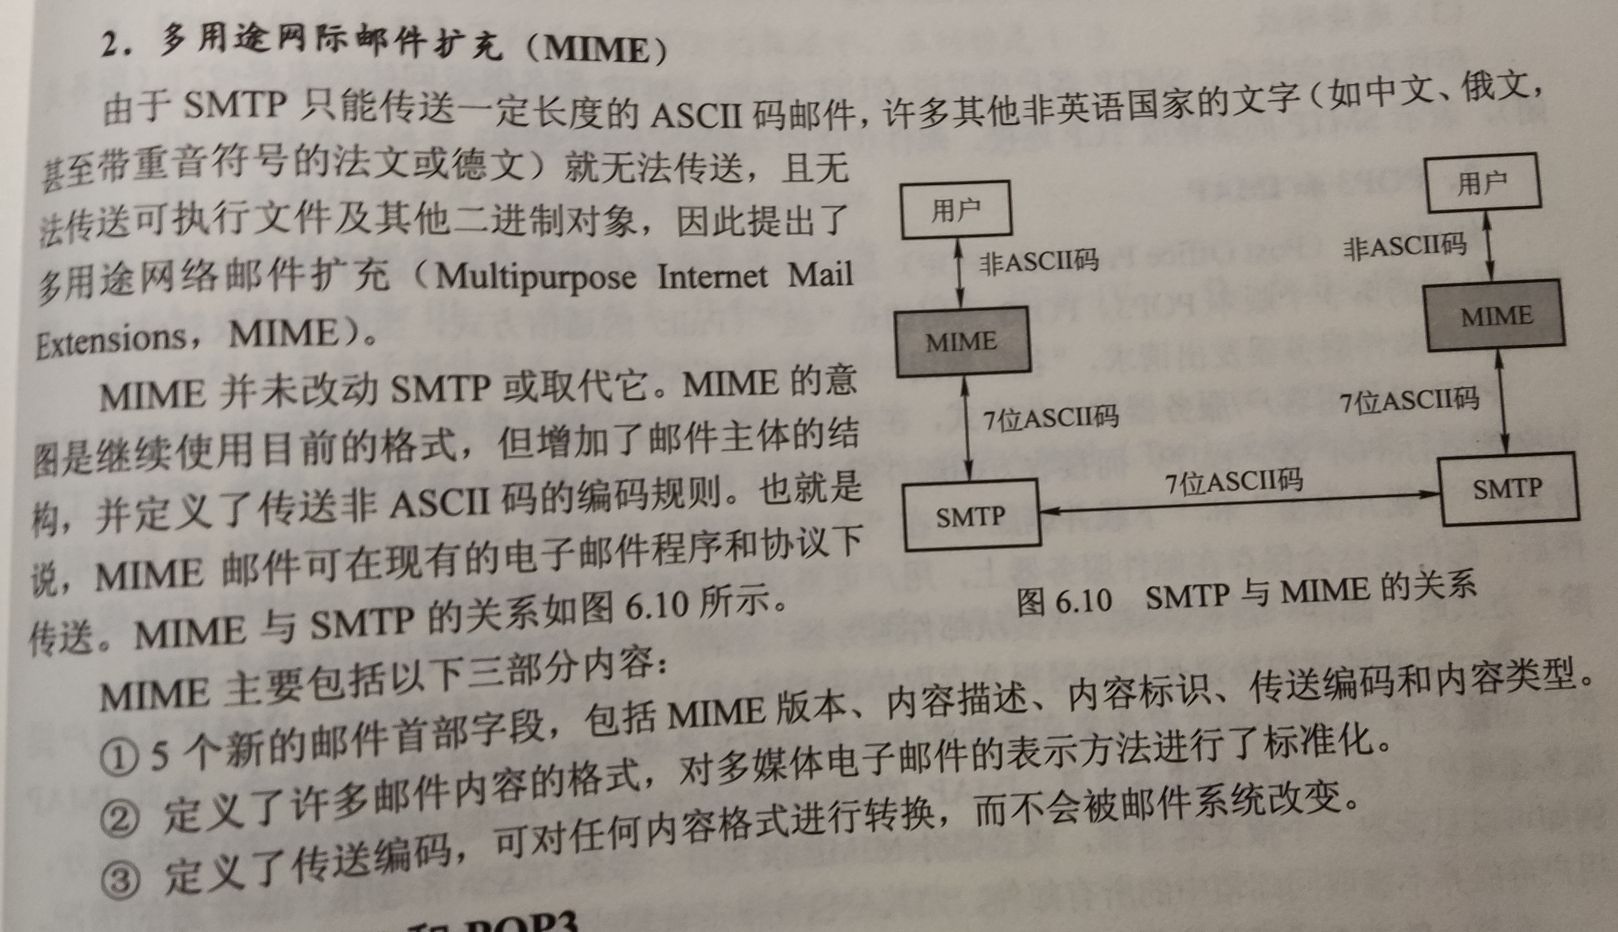 2. 多用途网际邮件扩充（MIME）
由于 SMTP 只能传送一定长度的 ASCII 码邮件，许多其他非英语国家的文字（如中文、俄文，
甚至带重音符号的法文或德文）就无法传送，且无
法传送可执行文件及其他二进制对象，因此提出了
多用途网络邮件扩充（Multipurpose Internet Mail
Extensions，MIME）。
MIME 并未改动 SMTP 或取代它。MIME 的意
图是继续使用目前的格式，但增加了邮件主体的结
构，并定义了传送非 ASCII 码的编码规则。也就是
说，MIME 邮件可在现有的电子邮件程序和协议下
传送。MIME 与 SMTP 的关系如图 6.10 所示。
用户
用户
非ASCII码
非ASCII码
MIME
MIME
7位ASCII码
7位ASCII码
SMTP
7位ASCII码
SMTP
图 6.10 SMTP 与 MIME 的关系
MIME 主要包括以下三部分内容：
① 5 个新的邮件首部字段，包括 MIME 版本、内容描述、内容标识、传送编码和内容类型。
② 定义了许多邮件内容的格式，对多媒体电子邮件的表示方法进行了标准化。
③ 定义了传送编码，可对任何内容格式进行转换，而不会被邮件系统改变。
和 POP3